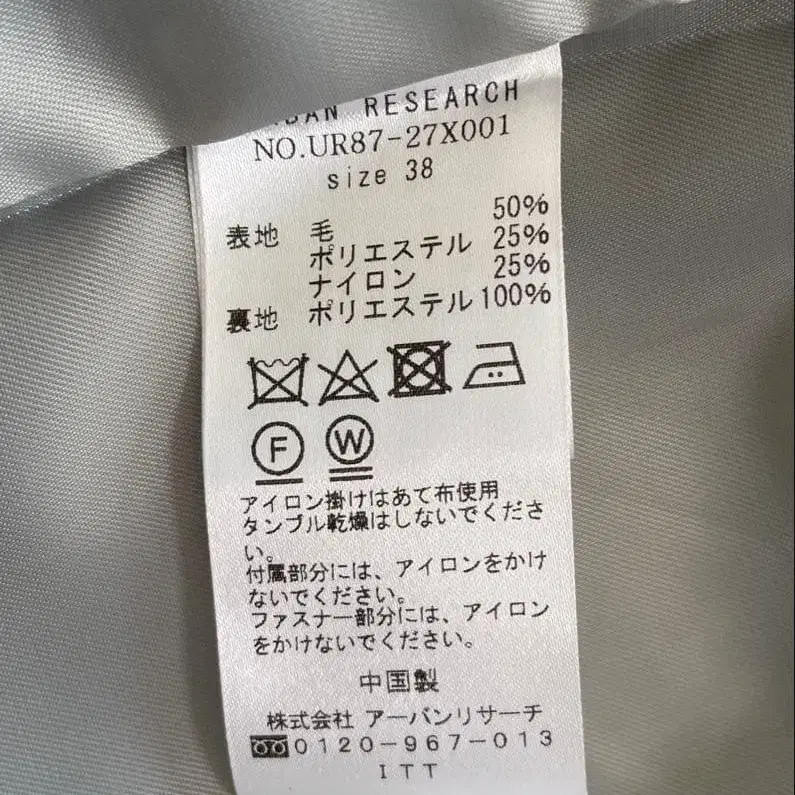 RESEARCH
NO.UR87-27X001
size 38
表地 毛 50%
ポリエステル 25%
ナイロン 25%
裏地 ポリエステル 100%
F W
アイロン掛けはあて布使用
タンブル乾燥はしないでくださ
い。
付属部分には、アイロンをかけ
ないでください。
ファスナー部分には、アイロン
をかけないでください。
中国製
株式会社 アーバンリサーチ
0120-967-013
ITT